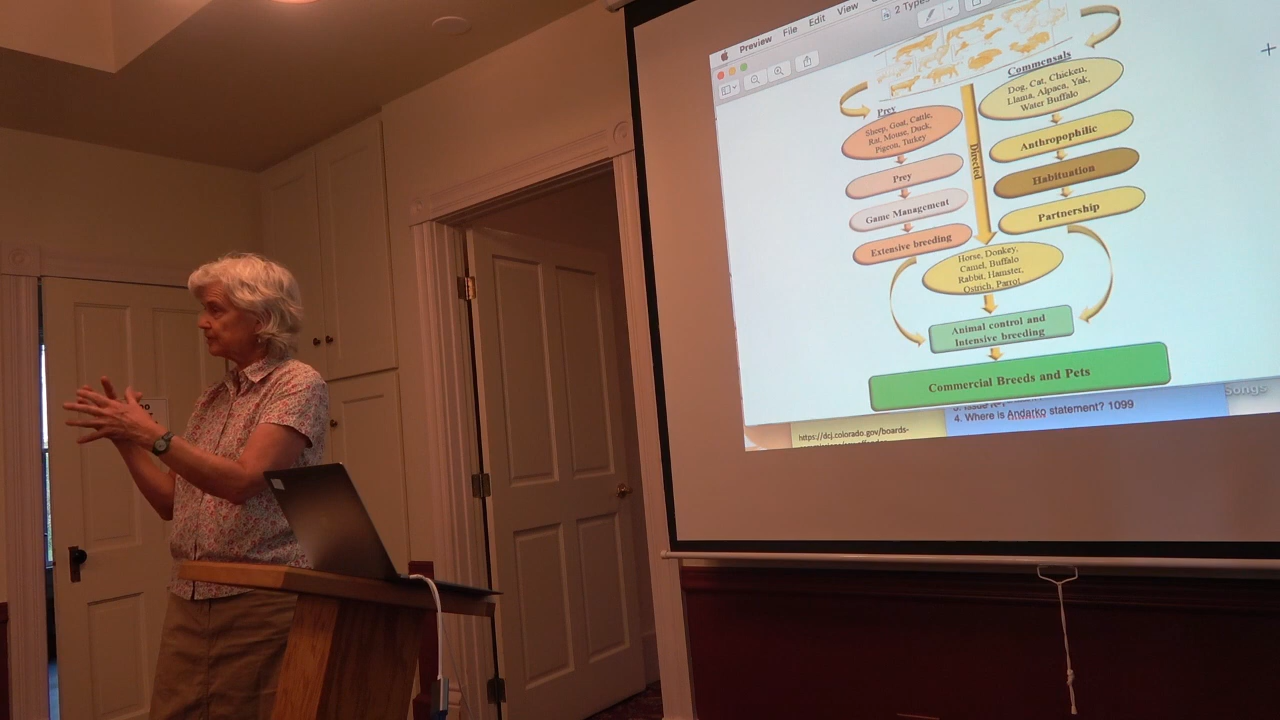 Preview File Edit View
2 Types
Commensals
Dog, Cat, Chicken,
Llama, Alpaca, Yak,
Water Buffalo
Prey
Sheep, Goat, Cattle,
Rat, Mouse, Duck,
Pigeon, Turkey
Directed
Anthropophilic
Prey
Habituation
Game Management
Partnership
Extensive breeding
Horse, Donkey,
Camel, Buffalo
Rabbit, Hamster,
Ostrich, Parrot
Animal control and
Intensive breeding
Commercial Breeds and Pets
Songs
4. Where is Andarko statement? 1099
https://dcj.colorado.gov/boards-